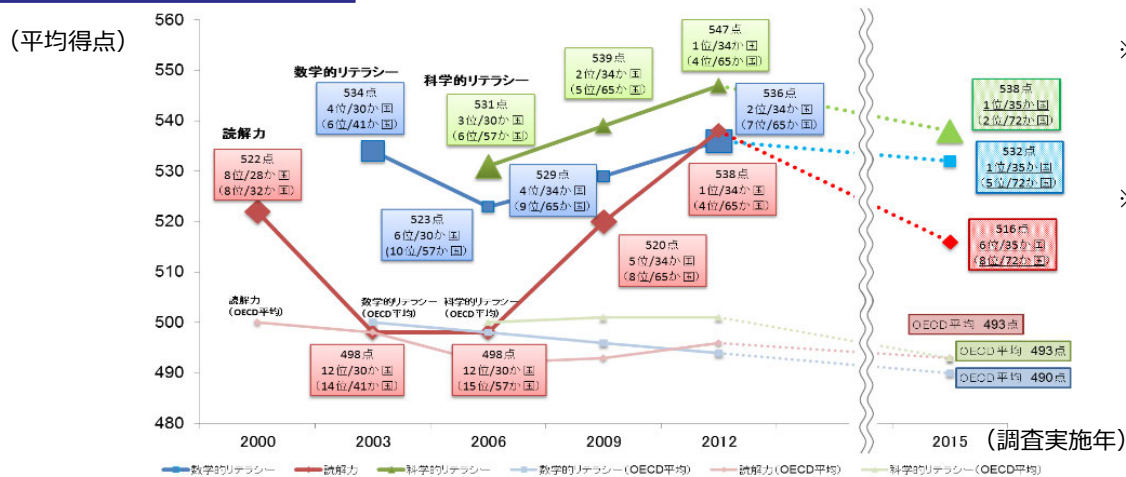 （平均得点）
560
550
540
530
520
510
500
490
480
読解力
522点
8位/28か国
(8位/32か国)
数学的リテラシー
534点
4位/30か国
(6位/41か国)
科学的リテラシー
531点
3位/30か国
(6位/57か国)
539点
2位/34か国
(5位/65か国)
547点
1位/34か国
(4位/65か国)
536点
2位/34か国
(7位/65か国)
538点
1位/35か国
(2位/72か国)
532点
1位/35か国
(5位/72か国)
516点
6位/35か国
(8位/72か国)
523点
6位/30か国
(10位/57か国)
529点
4位/34か国
(9位/65か国)
538点
1位/34か国
(4位/65か国)
520点
5位/34か国
(8位/65か国)
読解力
(OECD平均)
数学的リテラシー
(OECD平均)
科学的リテラシー
(OECD平均)
498点
12位/30か国
(14位/41か国)
498点
12位/30か国
(15位/57か国)
OECD平均 493点
OECD平均 493点
OECD平均 490点
2000
2003
2006
2009
2012
2015
（調査実施年）
数学的リテラシー
読解力
科学的リテラシー
数学的リテラシー(OECD平均)
読解力(OECD平均)
科学的リテラシー(OECD平均)
※
※